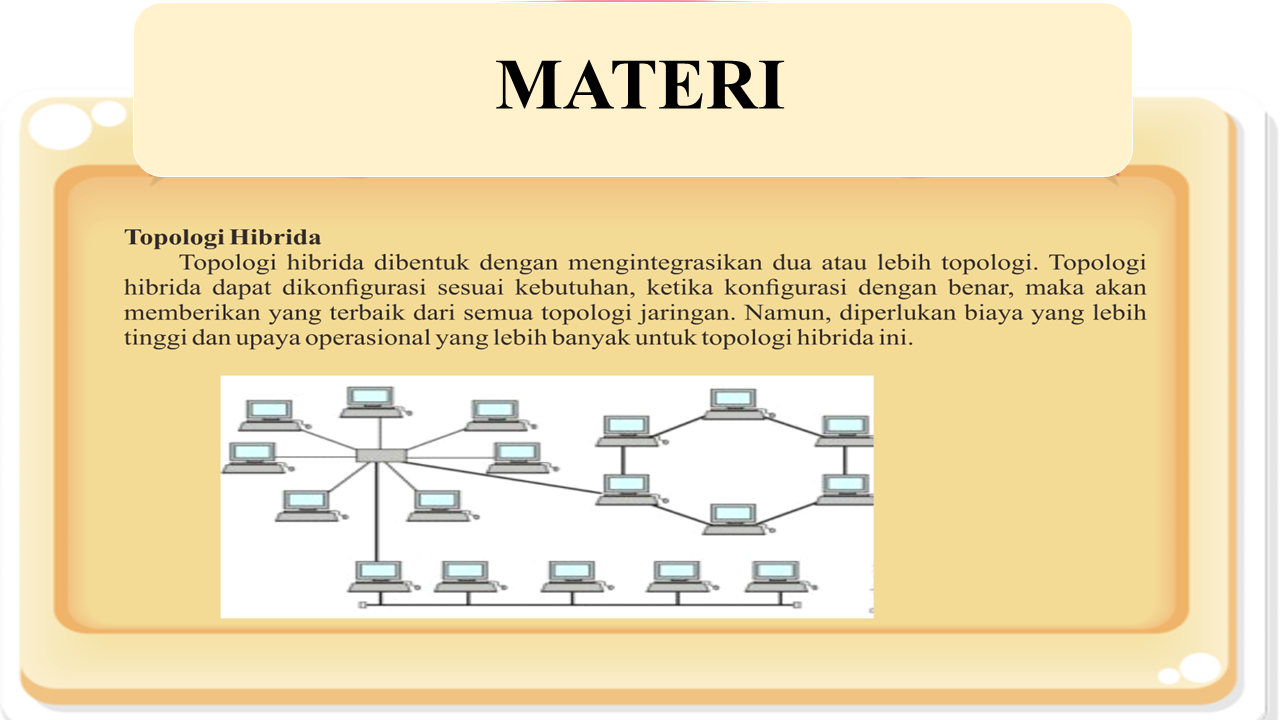 MATERI
Topologi Hibrida
Topologi hibrida dibentuk dengan mengintegrasikan dua atau lebih topologi. Topologi
hibrida dapat dikonfigurasi sesuai kebutuhan, ketika konfigurasi dengan benar, maka akan
memberikan yang terbaik dari semua topologi jaringan. Namun, diperlukan biaya yang lebih
tinggi dan upaya operasional yang lebih banyak untuk topologi hibrida ini.